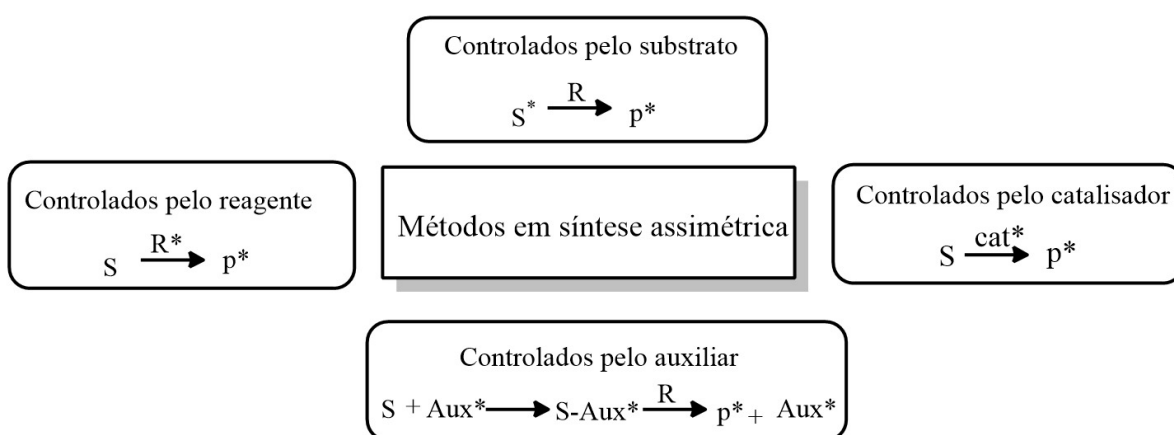 Controlados pelo substrato
R
S* p*
Controlados pelo reagente
R*
S p*
Métodos em síntese assimétrica
Controlados pelo catalisador
cat*
S p*
Controlados pelo auxiliar
R
S + Aux* S-Aux* p* + Aux*